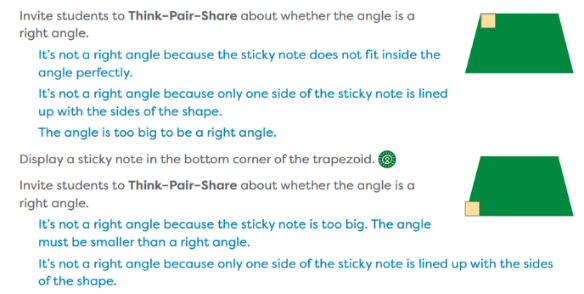 Invite students to Think–Pair–Share about whether the angle is a
right angle.
It's not a right angle because the sticky note does not fit inside the
angle perfectly.
It's not a right angle because only one side of the sticky note is lined
up with the sides of the shape.
The angle is too big to be a right angle.
Display a sticky note in the bottom corner of the trapezoid.
Invite students to Think–Pair–Share about whether the angle is a
right angle.
It's not a right angle because the sticky note is too big. The angle
must be smaller than a right angle.
It's not a right angle because only one side of the sticky note is lined up with the sides
of the shape.